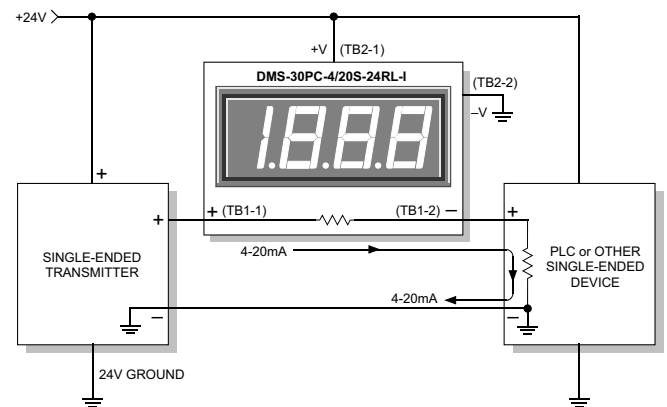 +24V
+V (TB2-1)
DMS-30PC-4/20S-24RL-I
(TB2-2)
–V
1.8.8.8
+
+
+ (TB1-1)
(TB1-2) –
+
SINGLE-ENDED
TRANSMITTER
4-20mA
PLC or OTHER
SINGLE-ENDED
DEVICE
4-20mA
–
–
24V GROUND